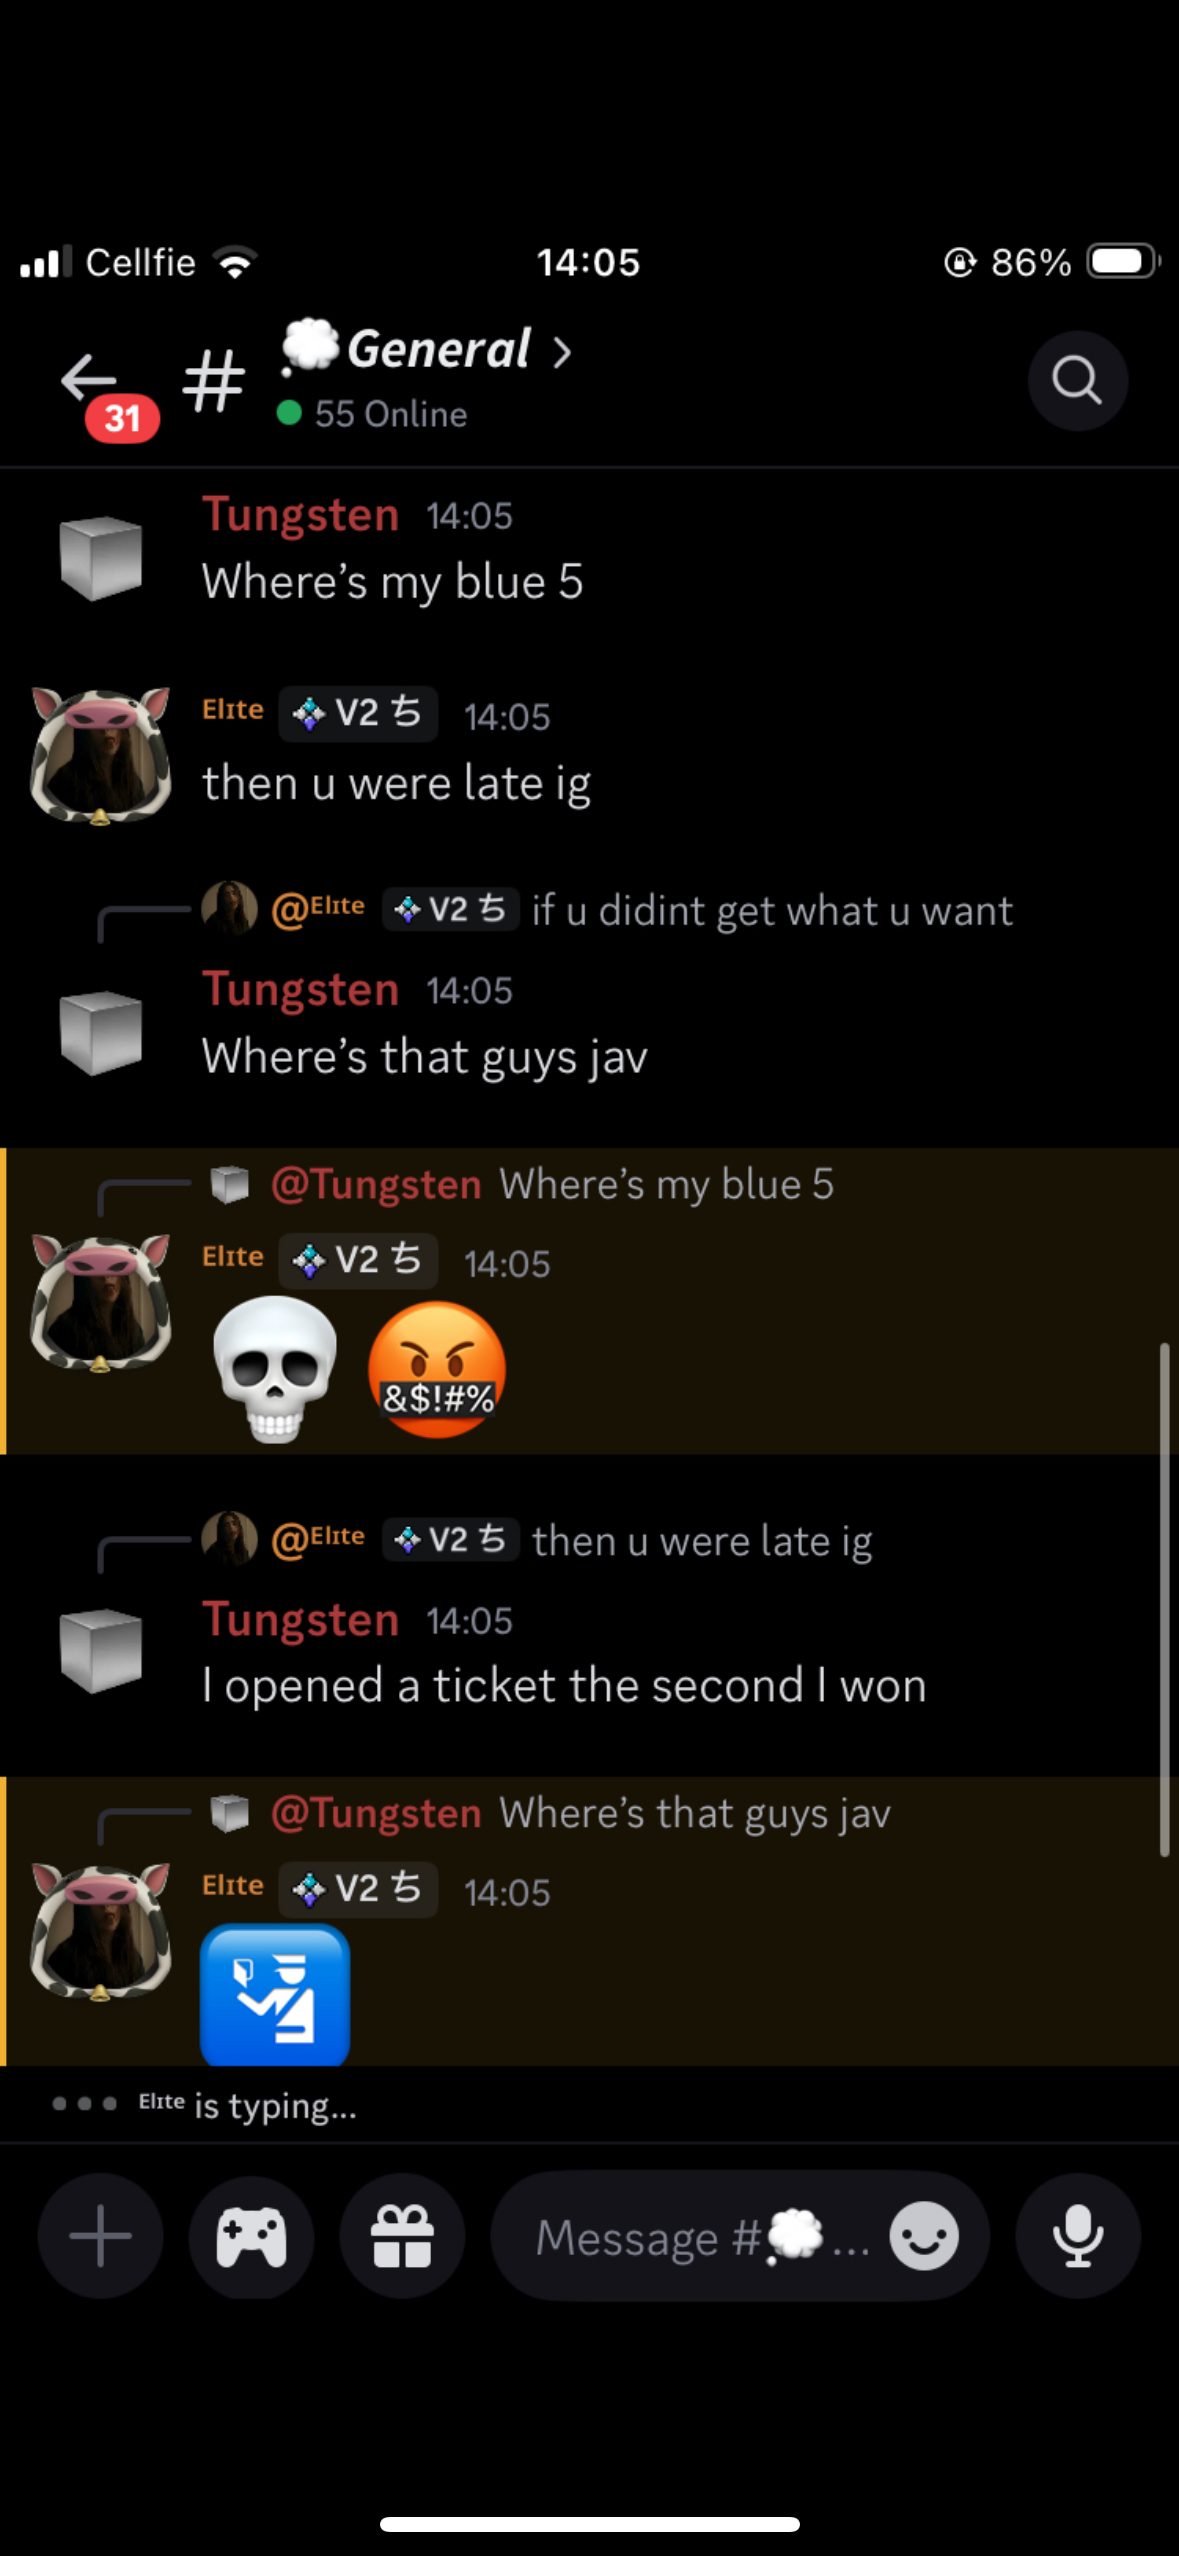 Cellfie
14:05
86%
General
31
55 Online
Tungsten 14:05
Where's my blue 5
Elɪte V2 ち 14:05
then u were late ig
@Elɪte V2 ち if u didint get what u want
Tungsten 14:05
Where's that guys jav
@Tungsten Where's my blue 5
Elɪte V2 ち 14:05
&$!#%
@Elɪte V2 ち then u were late ig
Tungsten 14:05
I opened a ticket the second I won
@Tungsten Where's that guys jav
Elɪte V2 ち 14:05
Elɪte is typing...
Message #💭...